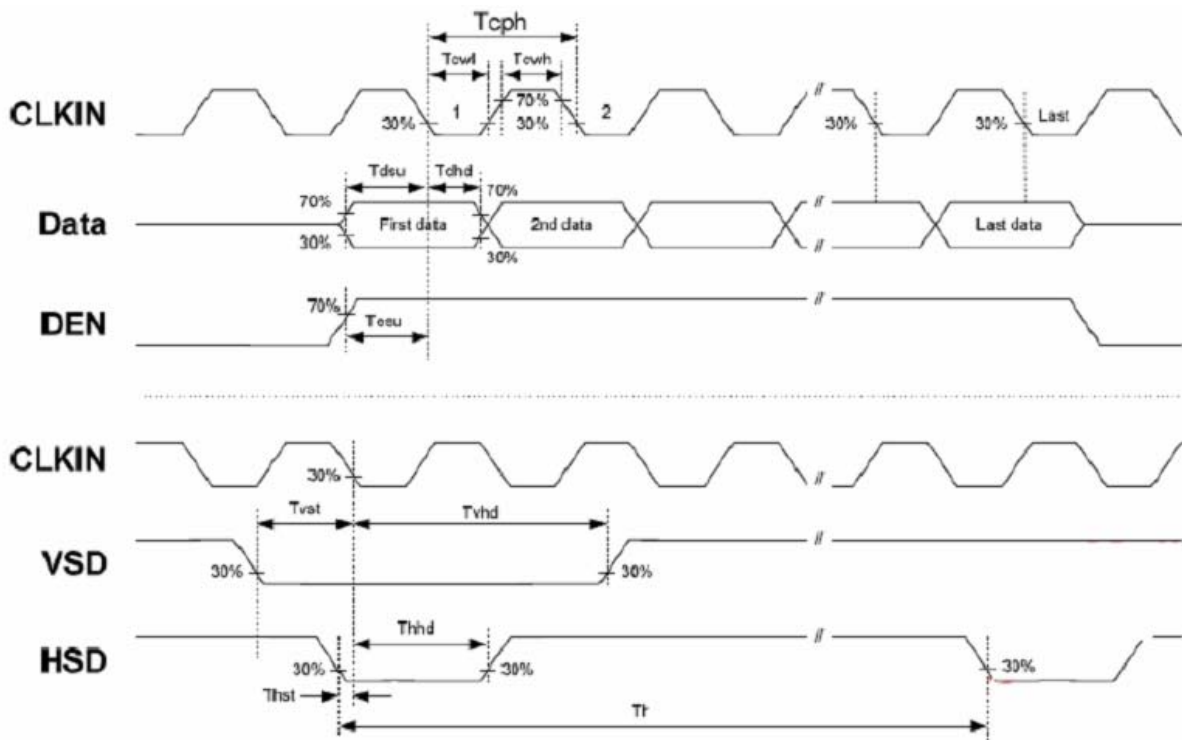 Tcph
Tcwl Tcwh
CLKIN 30% 1 70% 30% 2 30% 30% Last
Tdsu Tdhd
70% 70%
Data First data 2nd data Last data
30% 30%
70%
DEN Tesu
CLKIN 30%
Tvst Tvhd
VSD 30% 30%
Thhd
HSD 30% 30% 30%
Thst
Th